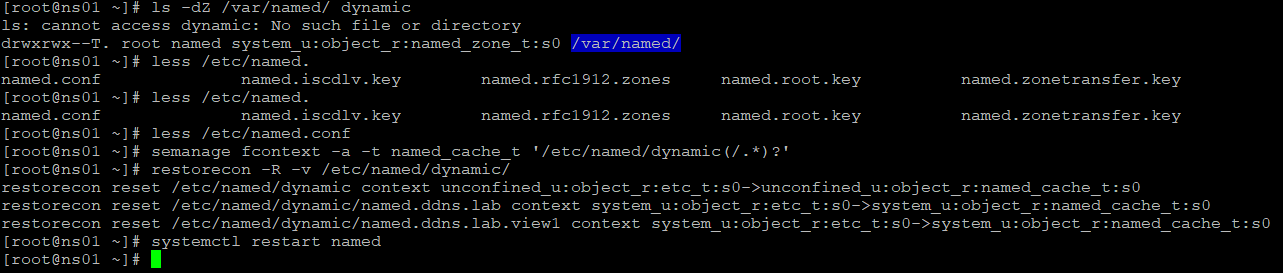 [root@ns01 ~]# ls -dZ /var/named/ dynamic
ls: cannot access dynamic: No such file or directory
drwxrwx--T. root named system_u:object_r:named_zone_t:s0 /var/named/
[root@ns01 ~]# less /etc/named.
named.conf            named.iscdlv.key      named.rfc1912.zones   named.root.key        named.zonetransfer.key
[root@ns01 ~]# less /etc/named.
named.conf            named.iscdlv.key      named.rfc1912.zones   named.root.key        named.zonetransfer.key
[root@ns01 ~]# less /etc/named.conf
[root@ns01 ~]# semanage fcontext -a -t named_cache_t '/etc/named/dynamic(/.*)?'
[root@ns01 ~]# restorecon -R -v /etc/named/dynamic/
restorecon reset /etc/named/dynamic context unconfined_u:object_r:etc_t:s0->unconfined_u:object_r:named_cache_t:s0
restorecon reset /etc/named/dynamic/named.ddns.lab context system_u:object_r:etc_t:s0->system_u:object_r:named_cache_t:s0
restorecon reset /etc/named/dynamic/named.ddns.lab.view1 context system_u:object_r:etc_t:s0->system_u:object_r:named_cache_t:s0
[root@ns01 ~]# systemctl restart named
[root@ns01 ~]#